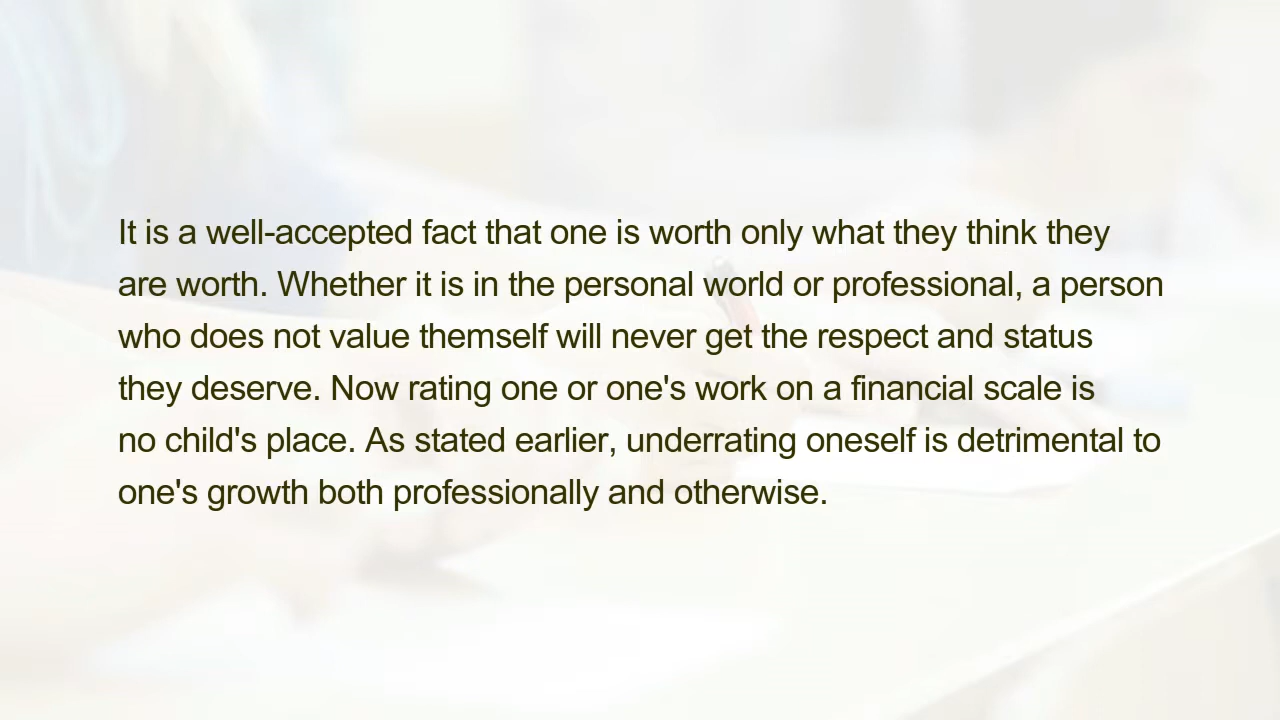 It is a well-accepted fact that one is worth only what they think they
are worth. Whether it is in the personal world or professional, a person
who does not value themself will never get the respect and status
they deserve. Now rating one or one's work on a financial scale is
no child's place. As stated earlier, underrating oneself is detrimental to
one's growth both professionally and otherwise.